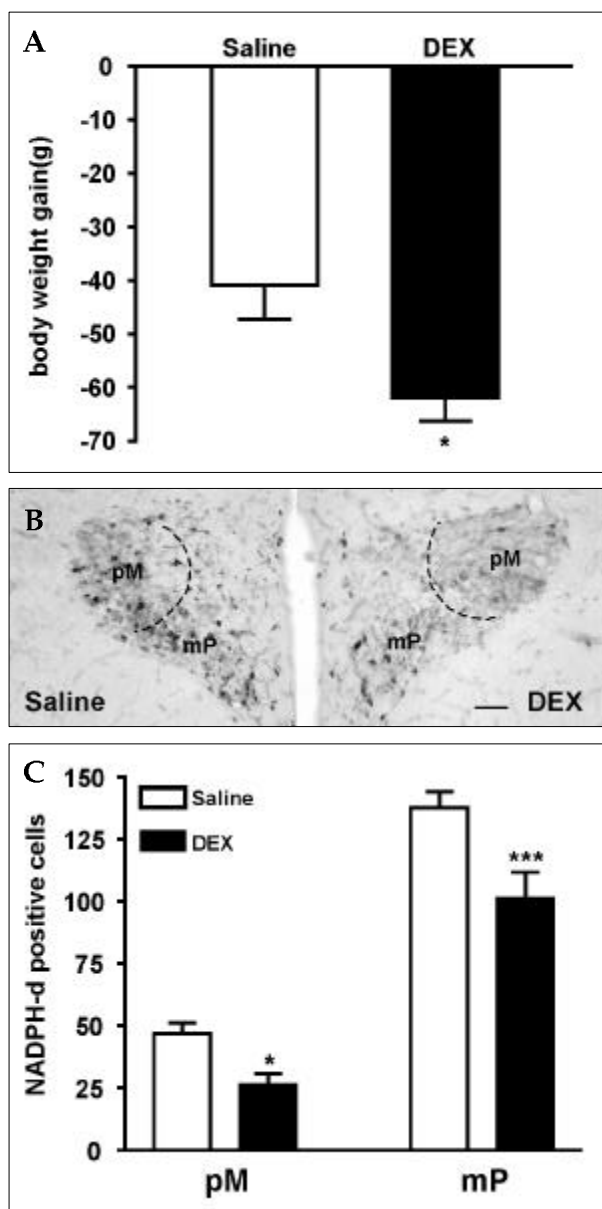 A
Saline DEX
0
-10
-20
-30
-40
-50
-60
-70
body weight gain(g)
*
B
pM
mP
pM
mP
Saline
DEX
C
150
125
100
75
50
25
0
NADPH-d positive cells
Saline
DEX
*
***
pM mP